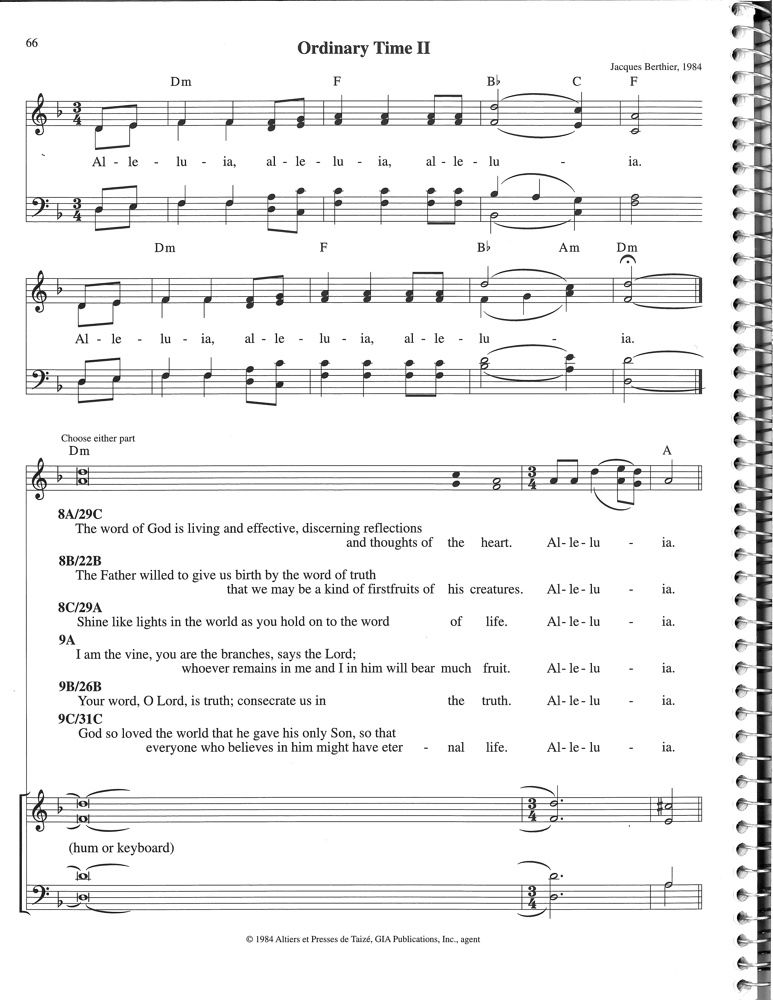 66
Ordinary Time II
Jacques Berthier, 1984
Dm F B♭ C F
3/4
Al - le - lu - ia, al - le - lu - ia, al - le - lu - ia.
3/4
Dm F B♭ Am Dm
Al - le - lu - ia, al - le - lu - ia, al - le - lu - ia.
Choose either part
Dm A
3/4
8A/29C
The word of God is living and effective, discerning reflections
and thoughts of the heart. Al- le- lu - ia.
8B/22B
The Father willed to give us birth by the word of truth
that we may be a kind of firstfruits of his creatures. Al- le- lu - ia.
8C/29A
Shine like lights in the world as you hold on to the word of life. Al- le- lu - ia.
9A
I am the vine, you are the branches, says the Lord;
whoever remains in me and I in him will bear much fruit. Al- le- lu - ia.
9B/26B
Your word, O Lord, is truth; consecrate us in the truth. Al- le- lu - ia.
9C/31C
God so loved the world that he gave his only Son, so that
everyone who believes in him might have eter - nal life. Al- le- lu - ia.
3/4
(hum or keyboard)
3/4
© 1984 Altiers et Presses de Taizé, GIA Publications, Inc., agent